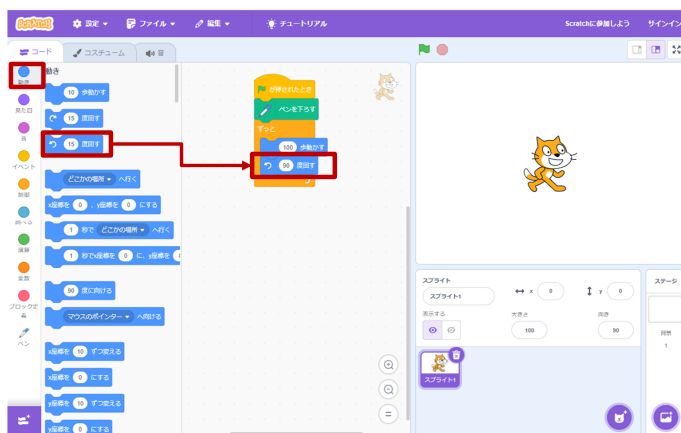 SCRATCH
設定
ファイル
編集
チュートリアル
Scratchに参加しよう
サインイン
コード
コスチューム
音
動き
見た目
音
イベント
制御
調べる
演算
変数
ブロック定義
ペン
動き
10 歩動かす
15 度回す
15 度回す
どこかの場所 へ行く
x座標を 0 、y座標を 0 にする
1 秒で どこかの場所 へ行く
1 秒でx座標を 0 に、y座標を
90 度に向ける
マウスのポインター へ向ける
x座標を 10 ずつ変える
x座標を 0 にする
y座標を 10 ずつ変える
y座標を 0 にする
が押されたとき
ペンを下ろす
ずっと
100 歩動かす
90 度回す
スプライト
スプライト1
x 0
y 0
表示する
大きさ
向き
100
90
スプライト1
ステージ
背景
1